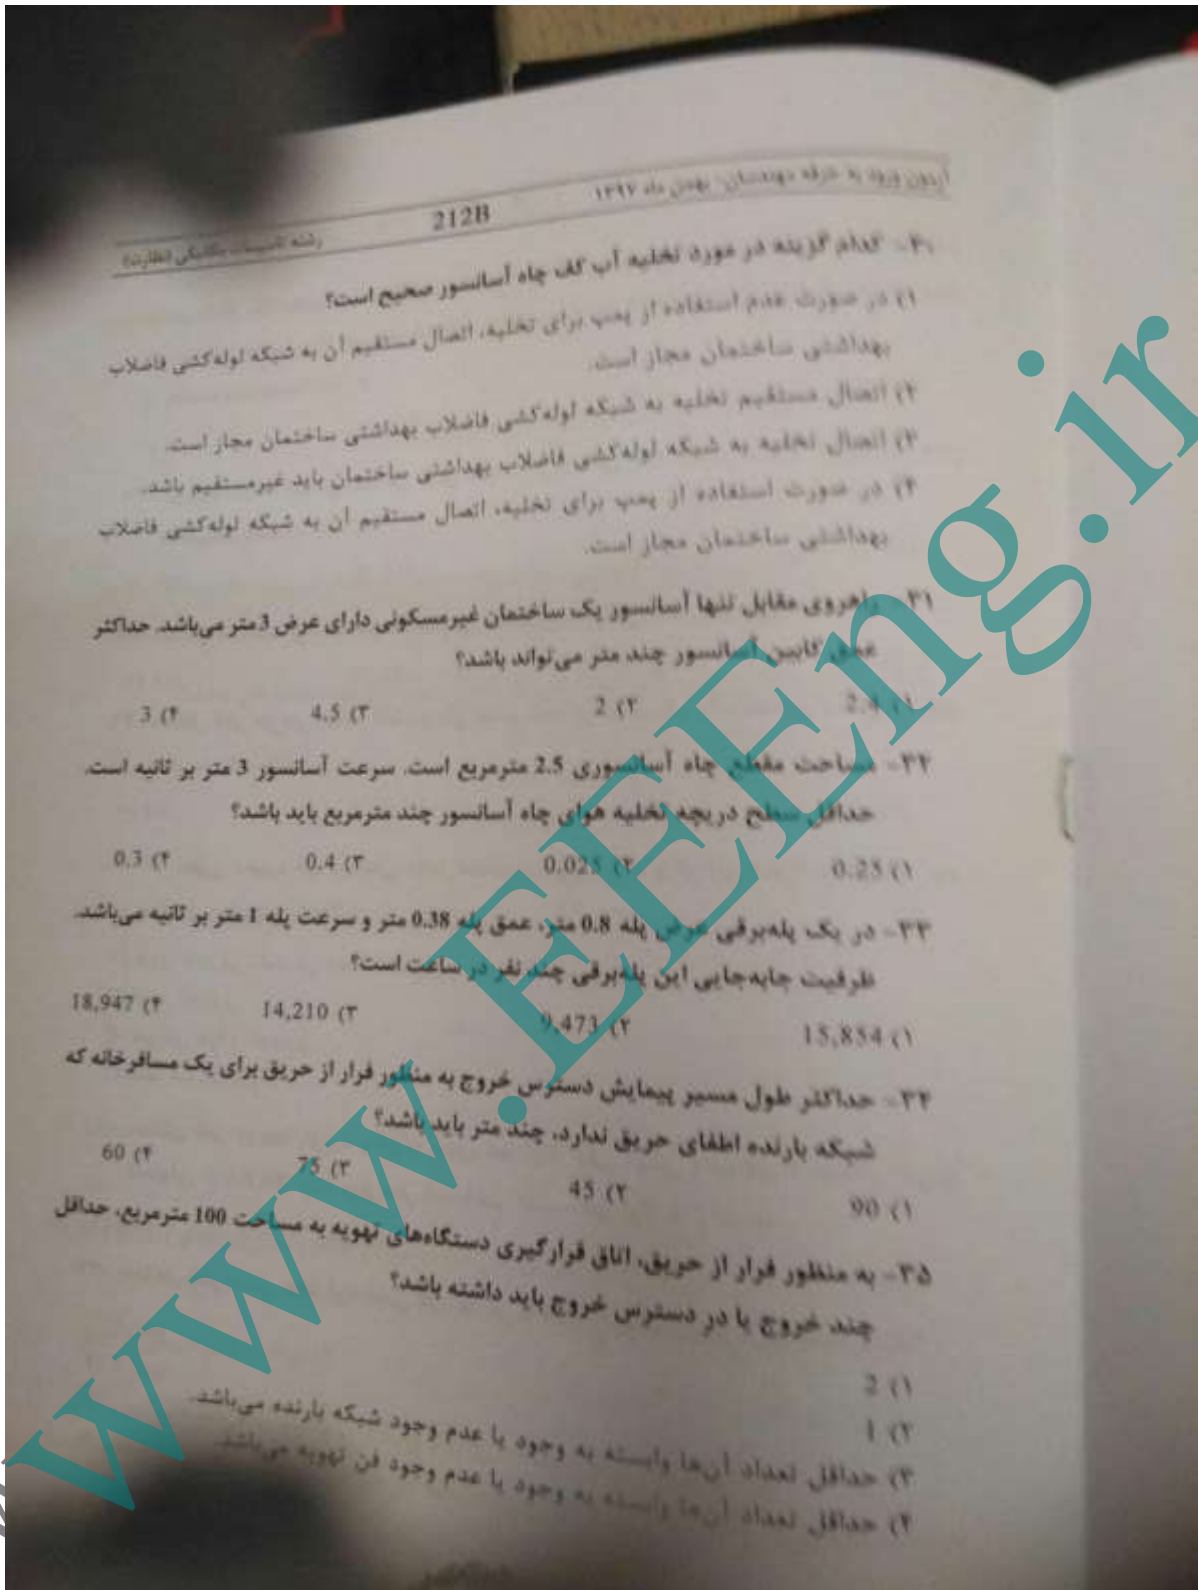 آزمون ورود به حرفه مهندسان - بهمن ماه ۱۳۹۲ 212B رشته تاسیسات مکانیکی (نظارت)
۳۰- کدام گزینه در مورد تخلیه آب کف چاه آسانسور صحیح است؟
۱) در صورت عدم استفاده از پمپ برای تخلیه، اتصال مستقیم آن به شبکه لوله‌کشی فاضلاب
بهداشتی ساختمان مجاز است.
۲) اتصال مستقیم تخلیه به شبکه لوله‌کشی فاضلاب بهداشتی ساختمان مجاز است.
۳) اتصال تخلیه به شبکه لوله‌کشی فاضلاب بهداشتی ساختمان باید غیرمستقیم باشد.
۴) در صورت استفاده از پمپ برای تخلیه، اتصال مستقیم آن به شبکه لوله‌کشی فاضلاب
بهداشتی ساختمان مجاز است.
۳۱- راهروی مقابل تنها آسانسور یک ساختمان غیرمسکونی دارای عرض 3 متر می‌باشد. حداکثر
عمق کابین آسانسور چند متر می‌تواند باشد؟
۱) 2.4 ۲) 2 ۳) 4.5 ۴) 3
۳۲- مساحت مقطع چاه آسانسوری 2.5 مترمربع است. سرعت آسانسور 3 متر بر ثانیه است.
حداقل سطح دریچه تخلیه هوای چاه آسانسور چند مترمربع باید باشد؟
۱) 0.25 ۲) 0.025 ۳) 0.4 ۴) 0.3
۳۳- در یک پله‌برقی عرض پله 0.8 متر، عمق پله 0.38 متر و سرعت پله 1 متر بر ثانیه می‌باشد.
ظرفیت جابه‌جایی این پله‌برقی چند نفر در ساعت است؟
۱) 15,854 ۲) 9,473 ۳) 14,210 ۴) 18,947
۳۴- حداکثر طول مسیر پیمایش دسترس خروج به منظور فرار از حریق برای یک مسافرخانه که
شبکه بارنده اطفای حریق ندارد، چند متر باید باشد؟
۱) 90 ۲) 45 ۳) 75 ۴) 60
۳۵- به منظور فرار از حریق، اتاق قرارگیری دستگاه‌های تهویه به مساحت 100 مترمربع، حداقل
چند خروج یا در دسترس خروج باید داشته باشد؟
۱) 2
۲) 1
۳) حداقل تعداد آن‌ها وابسته به وجود یا عدم وجود شبکه بارنده می‌باشد.
۴) حداقل تعداد آن‌ها وابسته به وجود یا عدم وجود فن تهویه می‌باشد.
www.EEEng.ir